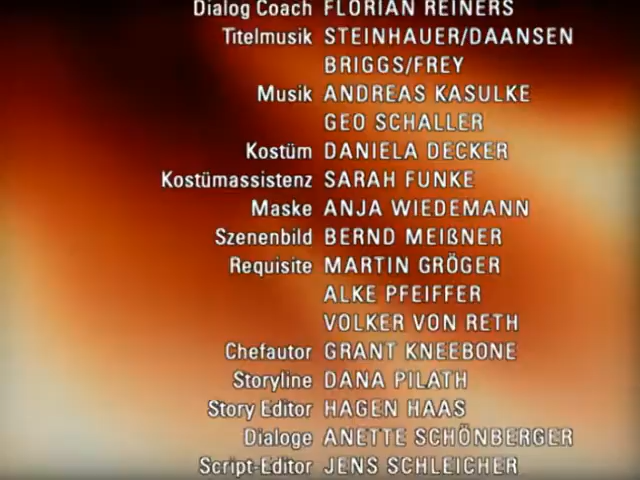 Dialog Coach FLORIAN REINERS
Titelmusik STEINHAUER/DAANSEN
BRIGGS/FREY
Musik ANDREAS KASULKE
GEO SCHALLER
Kostüm DANIELA DECKER
Kostümassistenz SARAH FUNKE
Maske ANJA WIEDEMANN
Szenenbild BERND MEIßNER
Requisite MARTIN GRÖGER
ALKE PFEIFFER
VOLKER VON RETH
Chefautor GRANT KNEEBONE
Storyline DANA PILATH
Story Editor HAGEN HAAS
Dialoge ANETTE SCHÖNBERGER
Script-Editor JENS SCHLEICHER